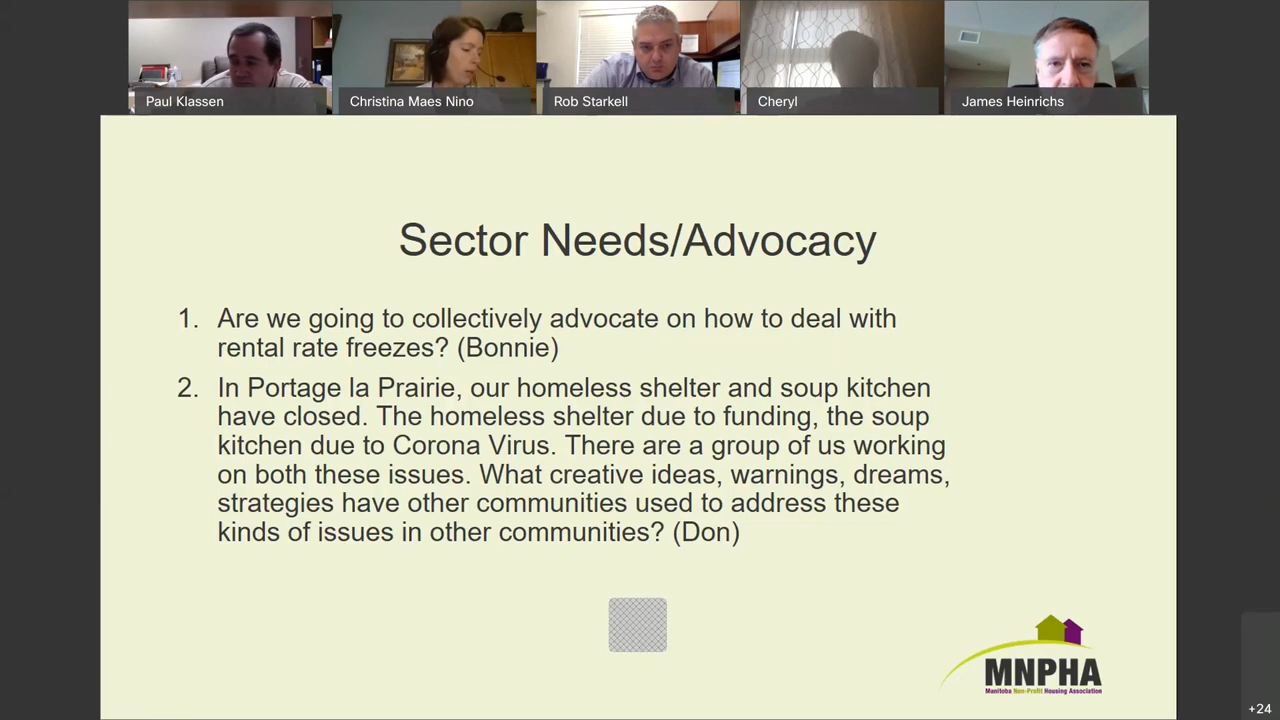 Paul Klassen
Christina Maes Nino
Rob Starkell
Cheryl
James Heinrichs
Sector Needs/Advocacy
1. Are we going to collectively advocate on how to deal with
rental rate freezes? (Bonnie)
2. In Portage la Prairie, our homeless shelter and soup kitchen
have closed. The homeless shelter due to funding, the soup
kitchen due to Corona Virus. There are a group of us working
on both these issues. What creative ideas, warnings, dreams,
strategies have other communities used to address these
kinds of issues in other communities? (Don)
MNPHA
Manitoba Non-Profit Housing Association
+24